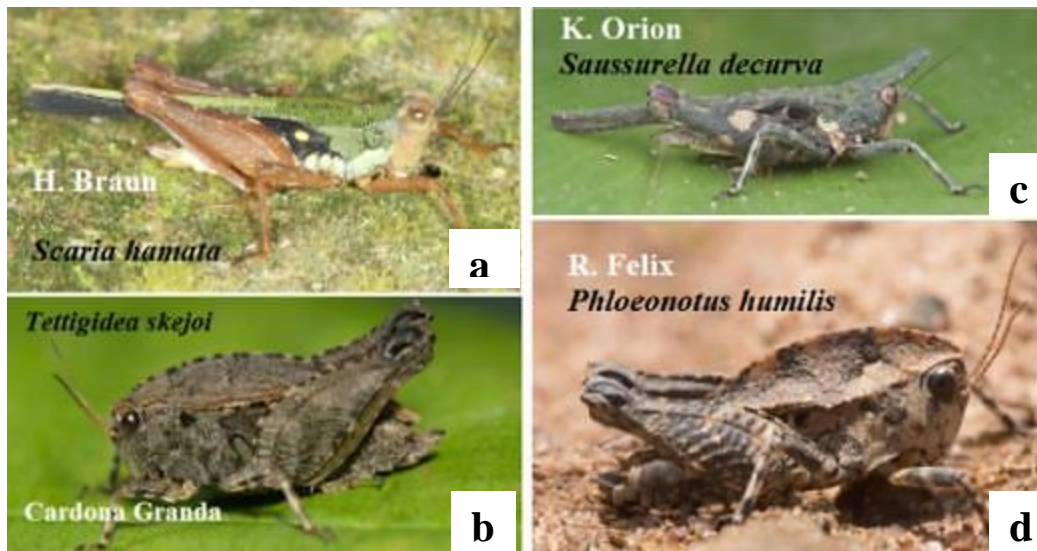 H. Braun
Scaria hamata
a
Tettigidea skejoi
Cardona Granda
b
K. Orion
Saussurella decurva
c
R. Felix
Phloeonotus humilis
d